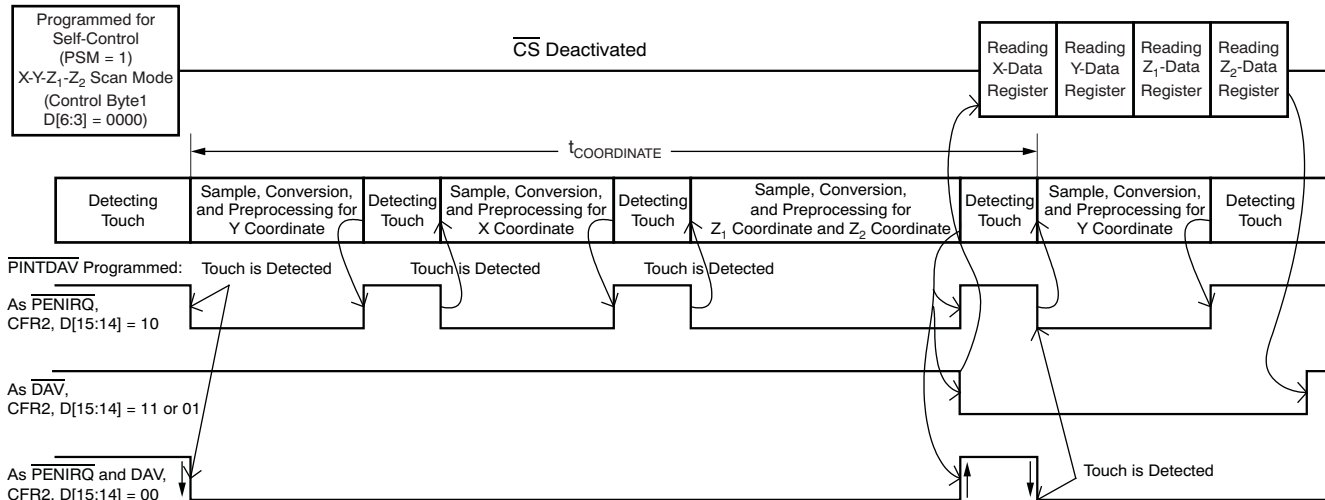 Programmed for
Self-Control
(PSM = 1)
X-Y-Z1-Z2 Scan Mode
(Control Byte1
D[6:3] = 0000)
CS Deactivated
Reading
X-Data
Register
Reading
Y-Data
Register
Reading
Z1-Data
Register
Reading
Z2-Data
Register
tCOORDINATE
Detecting
Touch
Sample, Conversion,
and Preprocessing for
Y Coordinate
Detecting
Touch
Sample, Conversion,
and Preprocessing for
X Coordinate
Detecting
Touch
Sample, Conversion,
and Preprocessing for
Z1 Coordinate and Z2 Coordinate
Detecting
Touch
Sample, Conversion,
and Preprocessing for
Y Coordinate
Detecting
Touch
PINTDAV Programmed:
Touch is Detected
Touch is Detected
Touch is Detected
As PENIRQ,
CFR2, D[15:14] = 10
As DAV,
CFR2, D[15:14] = 11 or 01
As PENIRQ and DAV,
CFR2, D[15:14] = 00
Touch is Detected